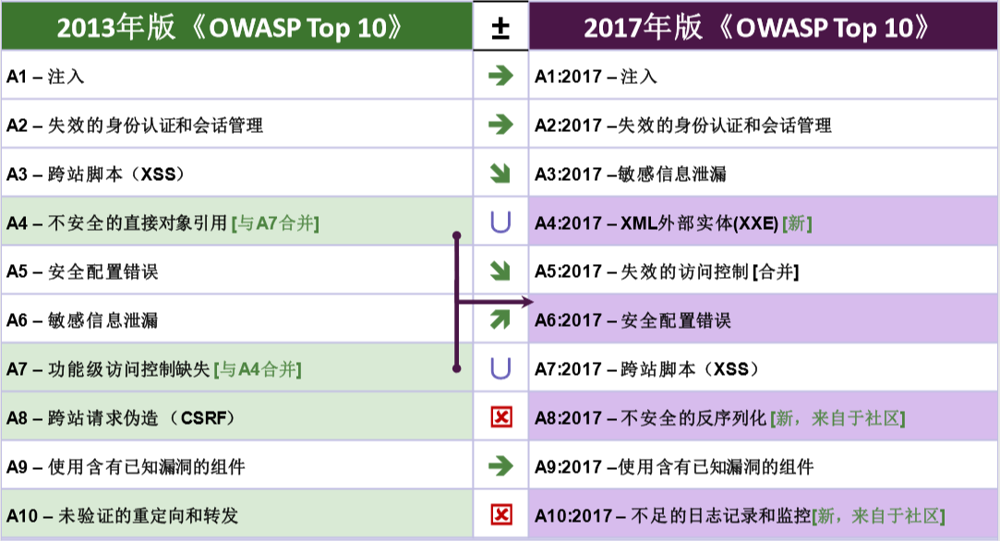 2013年版《OWASP Top 10》 ± 2017年版《OWASP Top 10》
A1 – 注入 → A1:2017 –注入
A2 – 失效的身份认证和会话管理 → A2:2017 –失效的身份认证和会话管理
A3 – 跨站脚本（XSS） ↘ A3:2017 –敏感信息泄漏
A4 – 不安全的直接对象引用 [与A7合并] ∪ A4:2017 – XML外部实体(XXE) [新]
A5 – 安全配置错误 ↘ A5:2017 – 失效的访问控制 [合并]
A6 – 敏感信息泄漏 ↗ A6:2017 – 安全配置错误
A7 – 功能级访问控制缺失 [与A4合并] ∪ A7:2017 – 跨站脚本（XSS）
A8 – 跨站请求伪造（CSRF） ☒ A8:2017 – 不安全的反序列化 [新，来自于社区]
A9 – 使用含有已知漏洞的组件 → A9:2017 –使用含有已知漏洞的组件
A10 – 未验证的重定向和转发 ☒ A10:2017 – 不足的日志记录和监控[新，来自于社区]